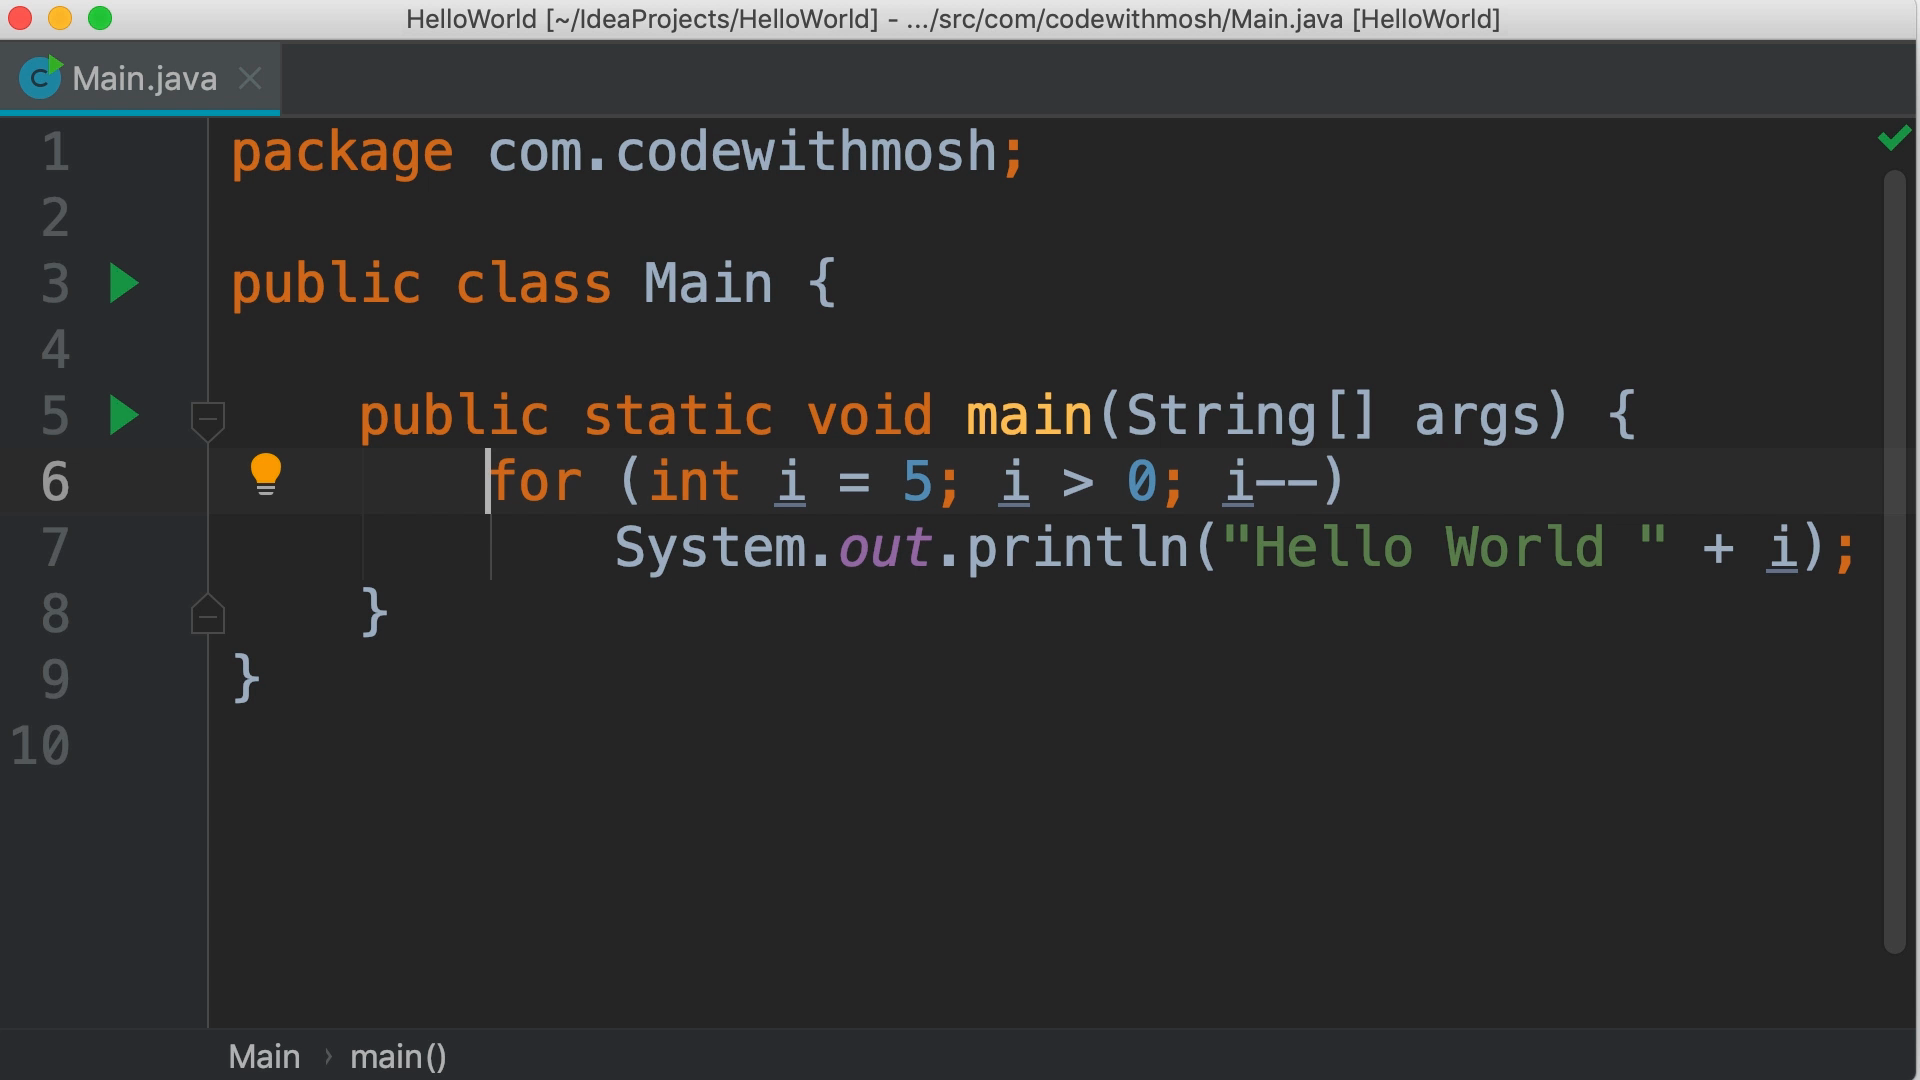 HelloWorld [~/IdeaProjects/HelloWorld] - .../src/com/codewithmosh/Main.java [HelloWorld]
C Main.java
1 package com.codewithmosh;
2
3 public class Main {
4
5     public static void main(String[] args) {
6         for (int i = 5; i > 0; i--)
7             System.out.println("Hello World " + i);
8     }
9 }
10
Main › main()